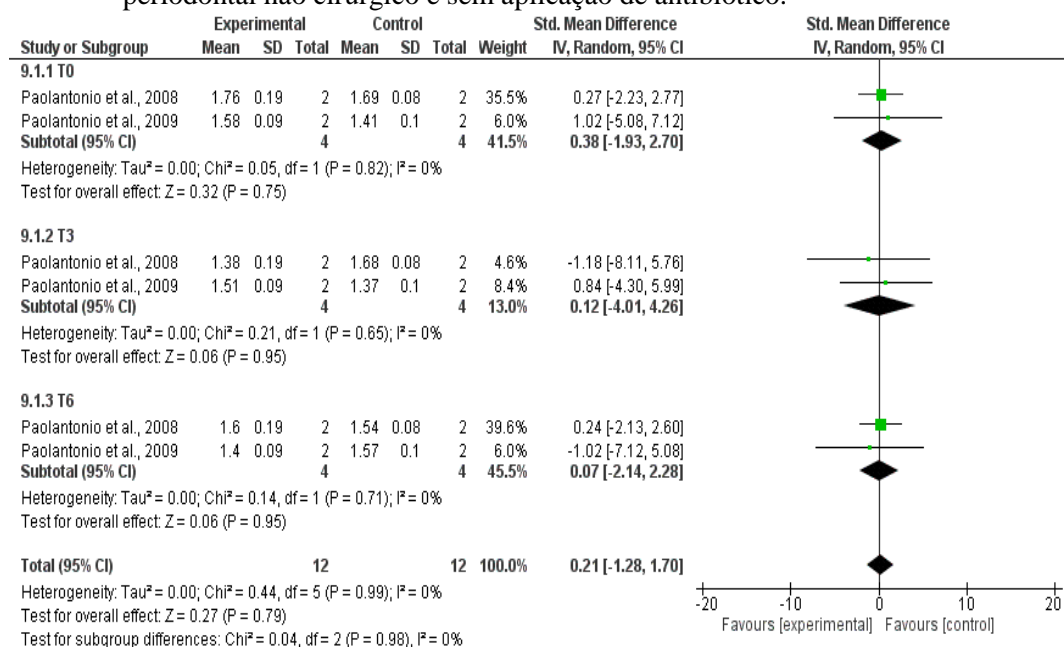 periodontal não cirúrgico e sem aplicação de antibiótico.
Experimental Control Std. Mean Difference Std. Mean Difference
Study or Subgroup Mean SD Total Mean SD Total Weight IV, Random, 95% CI IV, Random, 95% CI
9.1.1 T0
Paolantonio et al., 2008 1.76 0.19 2 1.69 0.08 2 35.5% 0.27 [-2.23, 2.77]
Paolantonio et al., 2009 1.58 0.09 2 1.41 0.1 2 6.0% 1.02 [-5.08, 7.12]
Subtotal (95% CI) 4 4 41.5% 0.38 [-1.93, 2.70]
Heterogeneity: Tau² = 0.00; Chi² = 0.05, df = 1 (P = 0.82); I² = 0%
Test for overall effect: Z = 0.32 (P = 0.75)
9.1.2 T3
Paolantonio et al., 2008 1.38 0.19 2 1.68 0.08 2 4.6% -1.18 [-8.11, 5.76]
Paolantonio et al., 2009 1.51 0.09 2 1.37 0.1 2 8.4% 0.84 [-4.30, 5.99]
Subtotal (95% CI) 4 4 13.0% 0.12 [-4.01, 4.26]
Heterogeneity: Tau² = 0.00; Chi² = 0.21, df = 1 (P = 0.65); I² = 0%
Test for overall effect: Z = 0.06 (P = 0.95)
9.1.3 T6
Paolantonio et al., 2008 1.6 0.19 2 1.54 0.08 2 39.6% 0.24 [-2.13, 2.60]
Paolantonio et al., 2009 1.4 0.09 2 1.57 0.1 2 6.0% -1.02 [-7.12, 5.08]
Subtotal (95% CI) 4 4 45.5% 0.07 [-2.14, 2.28]
Heterogeneity: Tau² = 0.00; Chi² = 0.14, df = 1 (P = 0.71); I² = 0%
Test for overall effect: Z = 0.06 (P = 0.95)
Total (95% CI) 12 12 100.0% 0.21 [-1.28, 1.70]
Heterogeneity: Tau² = 0.00; Chi² = 0.44, df = 5 (P = 0.99); I² = 0%
Test for overall effect: Z = 0.27 (P = 0.79)
Test for subgroup differences: Chi² = 0.04, df = 2 (P = 0.98), I² = 0%
-20 -10 0 10 20
Favours [experimental] Favours [control]